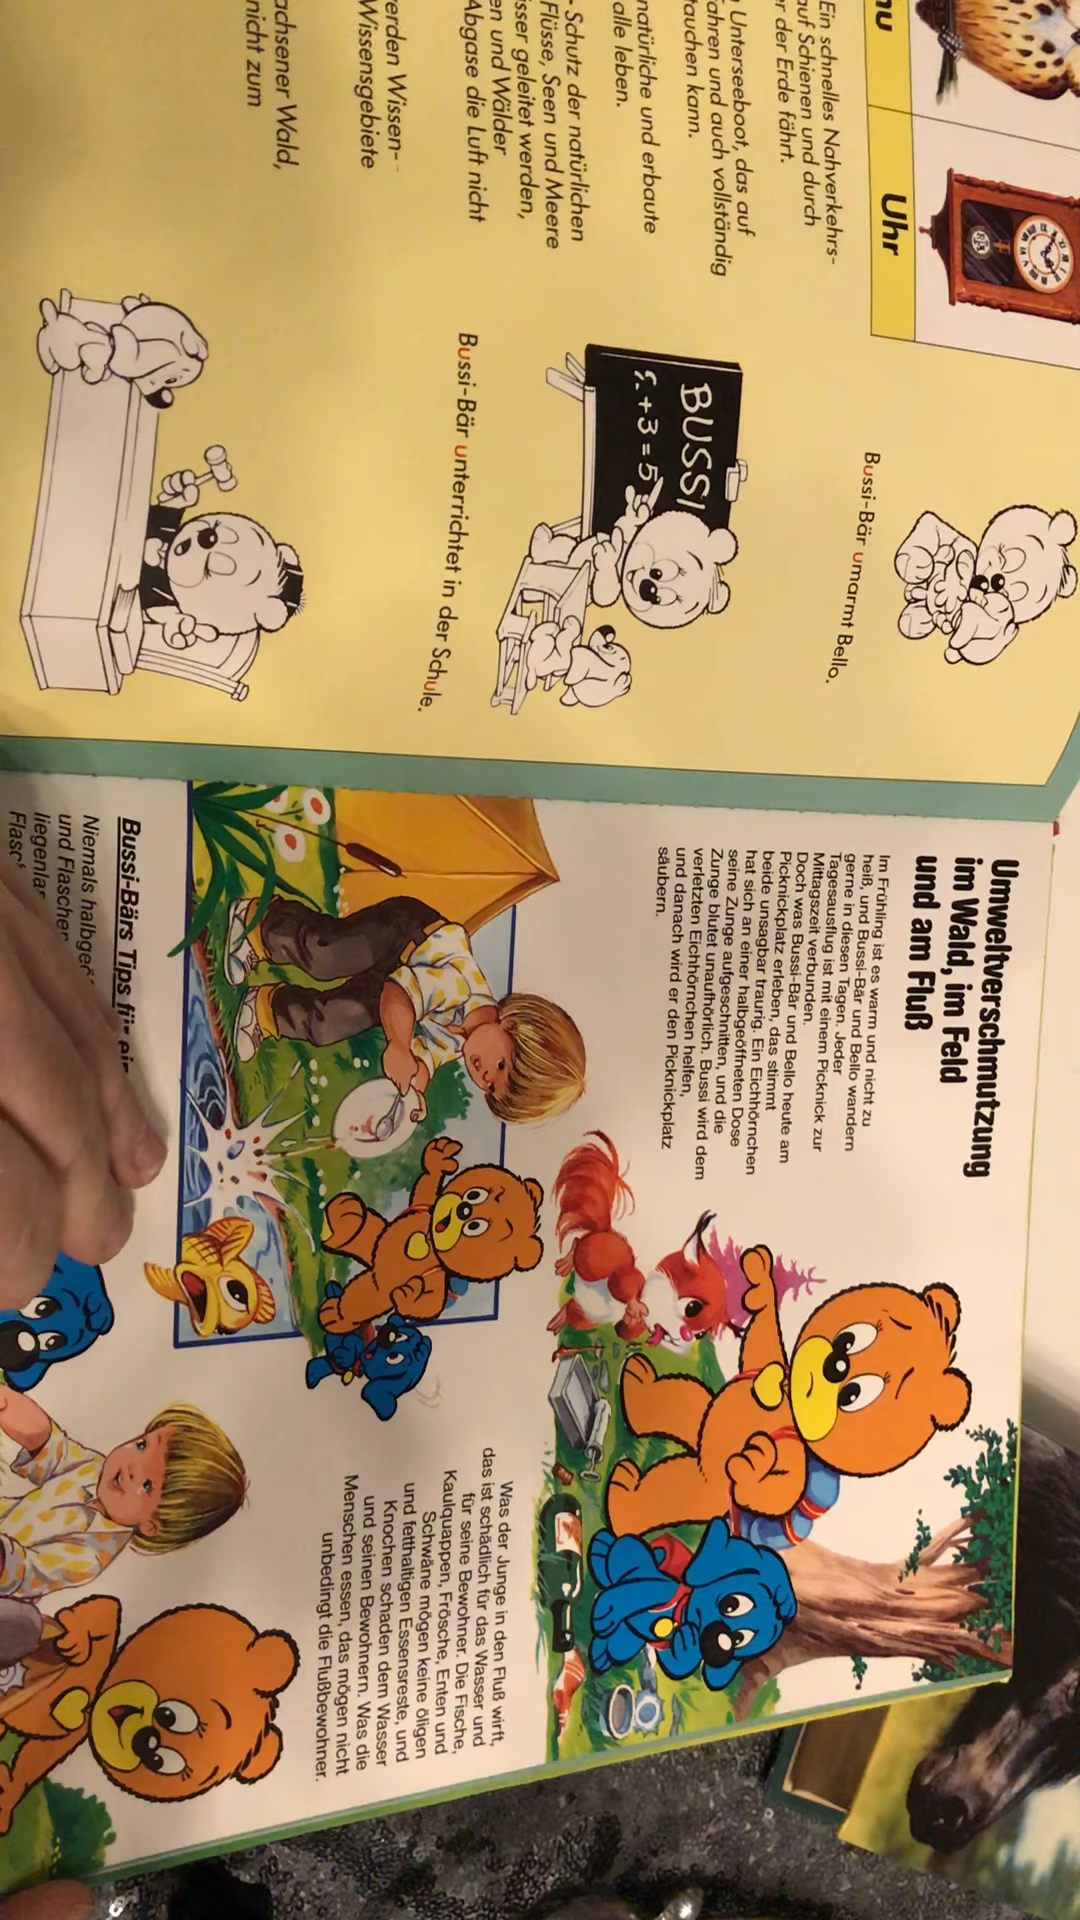 Uhr
Ein schnelles Nahverkehrs-
auf Schienen und durch
der Erde fährt.
Unterseeboot, das auf
fahren und auch vollständig
tauchen kann.
natürliche und erbaute
alle leben.
-Schutz der natürlichen
Flüsse, Seen und Meere
geleitet werden,
en und Wälder
Abgase die Luft nicht
werden Wissen-
Wissensgebiete
Wald,
nicht zum
Bussi-Bär umarmt Bello.
BUSSI
?.+3=5
Bussi-Bär unterrichtet in der Schule.
Umweltverschmutzung
im Wald, im Feld
und am Fluß
Im Frühling ist es warm und nicht zu
heiß, und Bussi-Bär und Bello wandern
gerne in diesen Tagen. Jeder
Tagesausflug ist mit einem Picknick zur
Mittagszeit verbunden.
Doch was Bussi-Bär und Bello heute am
Picknickplatz erleben, das stimmt
beide unsagbar traurig. Ein Eichhörnchen
hat sich an einer halbgeöffneten Dose
seine Zunge aufgeschnitten, und die
Zunge blutet unaufhörlich. Bussi wird dem
verletzten Eichhörnchen helfen,
und danach wird er den Picknickplatz
säubern.
Was der Junge in den Fluß wirft,
das ist schädlich für das Wasser und
für seine Bewohner. Die Fische,
Kaulquappen, Frösche, Enten und
Schwäne mögen keine öligen
und fetthaltigen Essensreste, und
Knochen schaden dem Wasser
und seinen Bewohnern. Was die
Menschen essen, das mögen nicht
unbedingt die Flußbewohner.
Bussi-Bärs Tips für
Niemals
und